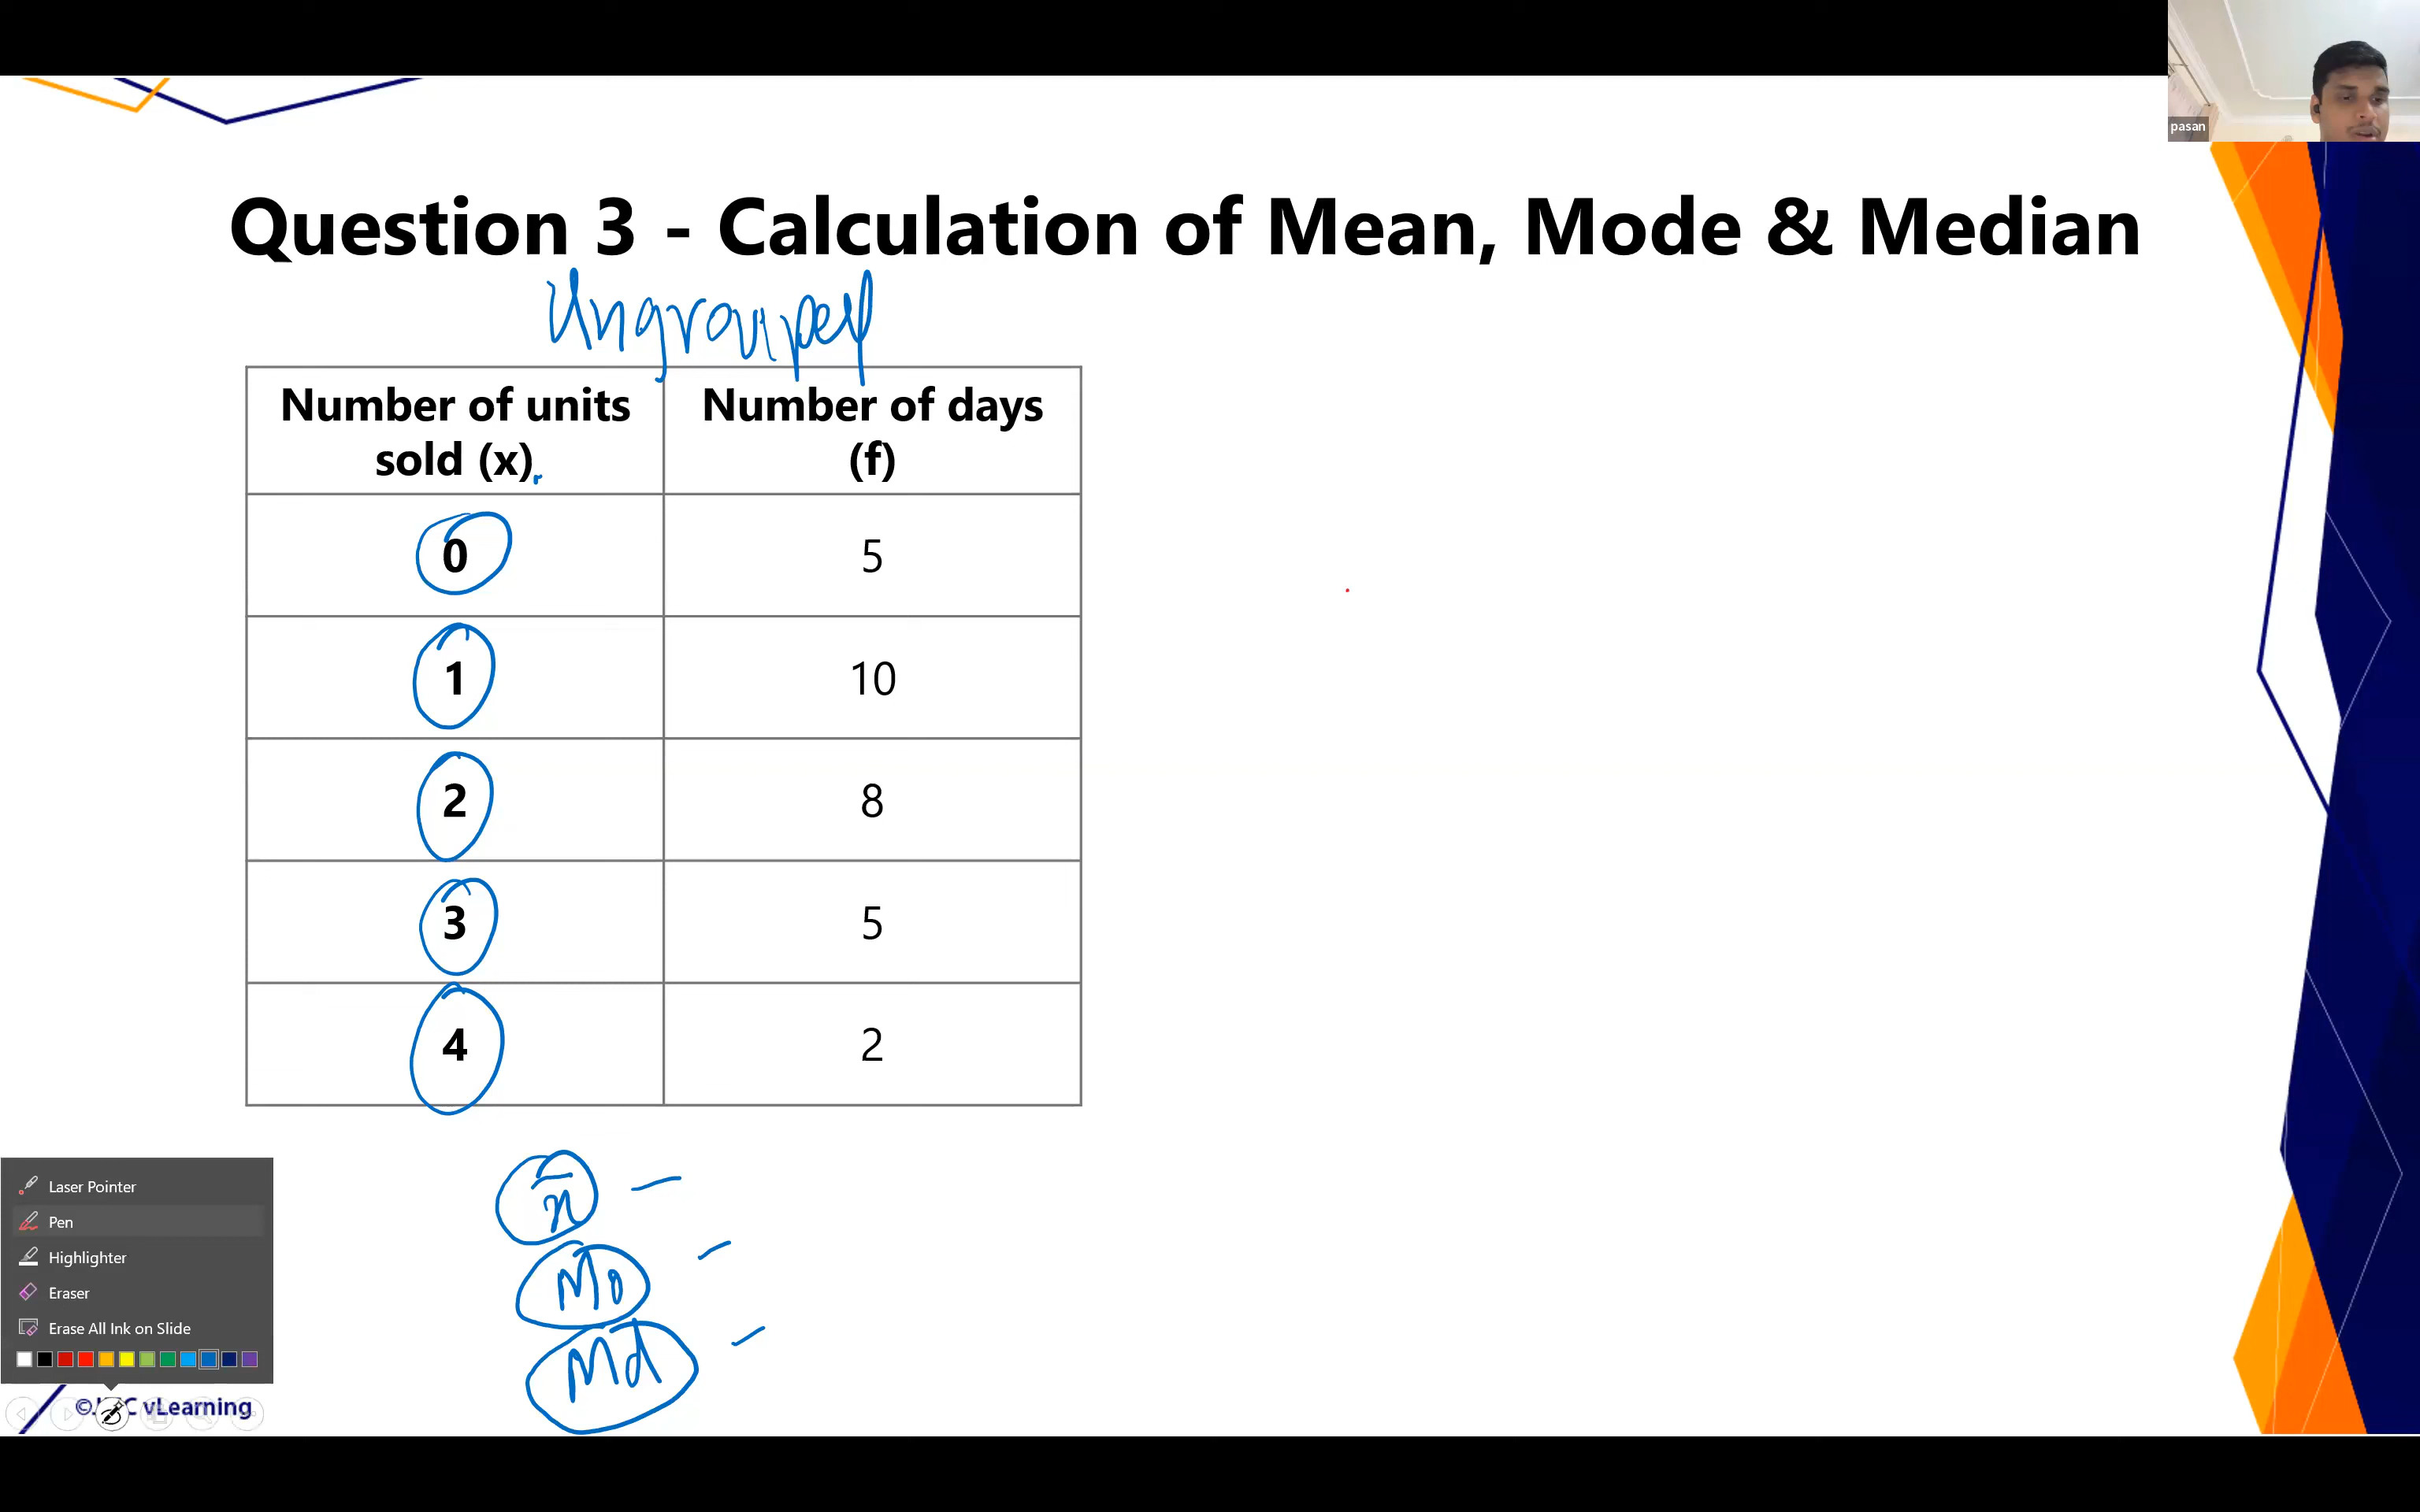 pasan
Question 3 - Calculation of Mean, Mode & Median
Ungrouped
Number of units sold (x)
Number of days (f)
0 5
1 10
2 8
3 5
4 2
x̄ –
Mo –
Md –
Laser Pointer
Pen
Highlighter
Eraser
Erase All Ink on Slide
vLearning